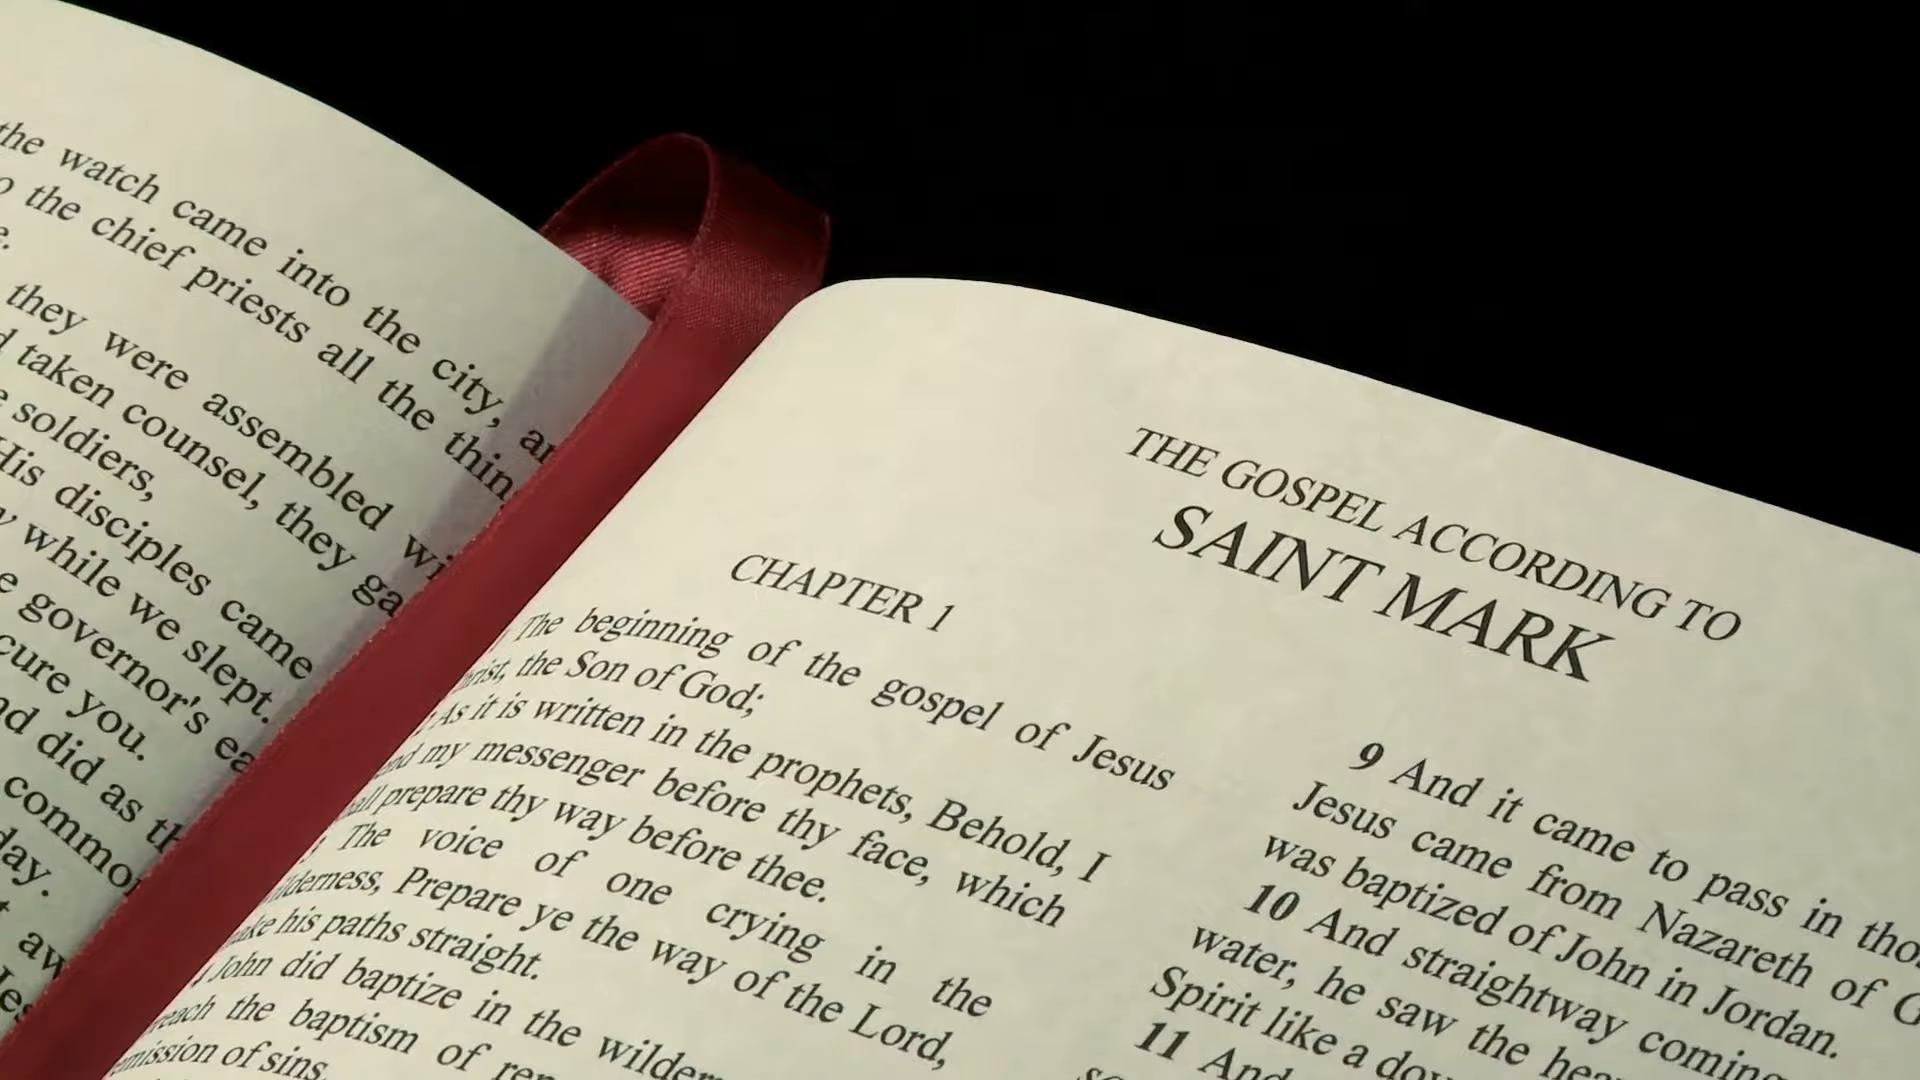 the watch came into the city,
the chief priests all the
they were assembled
taken counsel, they
soldiers,
His disciples came
while we slept.
governor's
cure you.
did as
day.
THE GOSPEL ACCORDING TO
SAINT MARK
CHAPTER 1
The beginning of the gospel of Jesus
the Son of God;
As it is written in the prophets, Behold, I
my messenger before thy face, which
prepare thy way before thee.
The voice of one crying in the
Prepare ye the way of the Lord,
his paths straight.
John did baptize in the
the baptism of
of sins.
9 And it came to pass in
Jesus came from Nazareth of
was baptized of John in Jordan.
10 And straightway coming
water, he saw the
Spirit like a
11 And